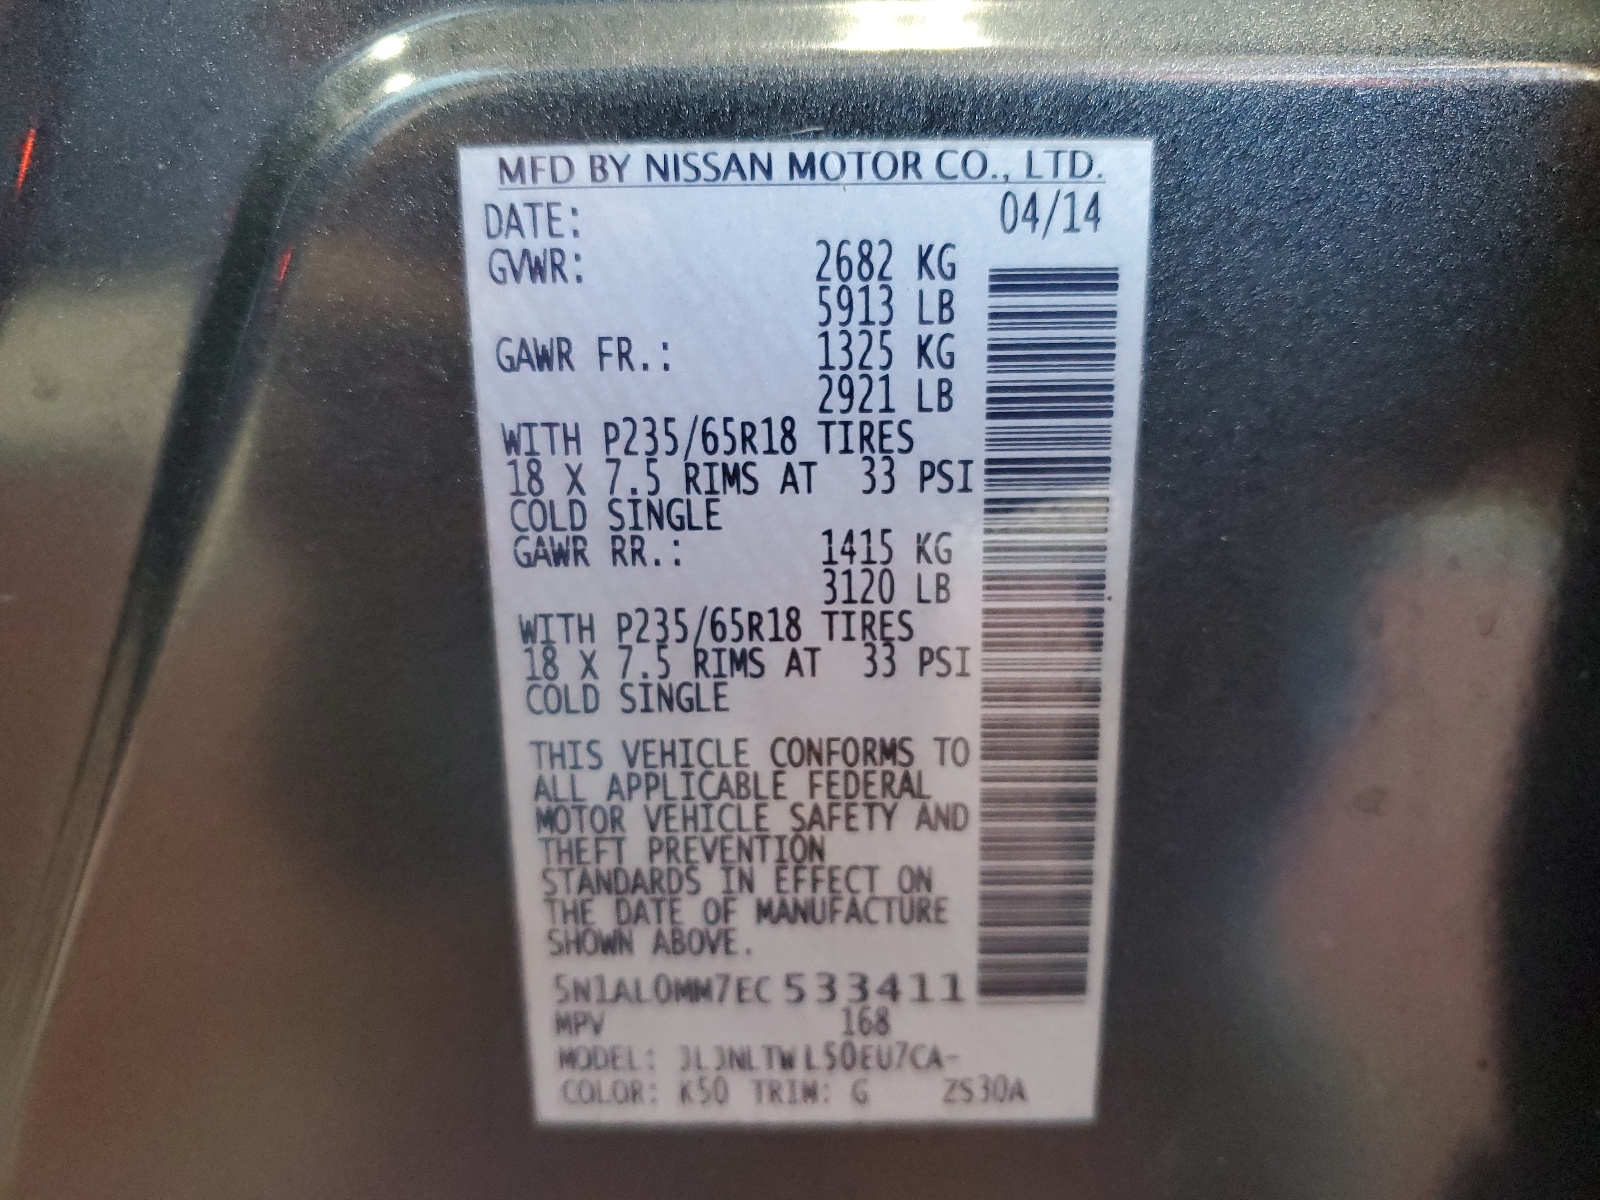 MFD BY NISSAN MOTOR CO., LTD.
DATE: 04/14
GVWR: 2682 KG
5913 LB
GAWR FR.: 1325 KG
2921 LB
WITH P235/65R18 TIRES
18 X 7.5 RIMS AT 33 PSI
COLD SINGLE
GAWR RR.: 1415 KG
3120 LB
WITH P235/65R18 TIRES
18 X 7.5 RIMS AT 33 PSI
COLD SINGLE
THIS VEHICLE CONFORMS TO
ALL APPLICABLE FEDERAL
MOTOR VEHICLE SAFETY AND
THEFT PREVENTION
STANDARDS IN EFFECT ON
THE DATE OF MANUFACTURE
SHOWN ABOVE.
5N1AL0MM7EC533411
MPV 168
MODEL: L50EU7CA-
COLOR: K50 TRIM: G ZS30A